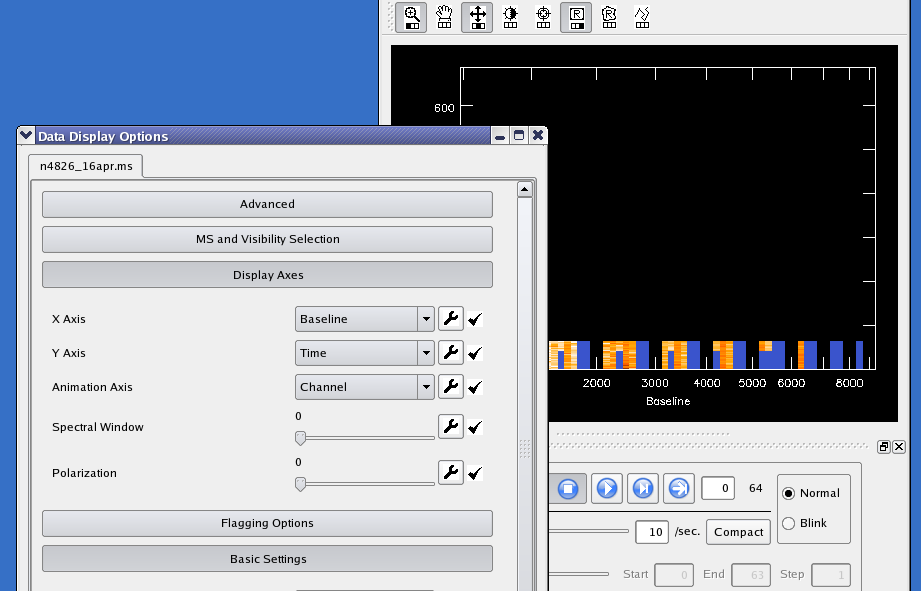 R
R
600
Data Display Options
n4826_16apr.ms
Advanced
MS and Visibility Selection
Display Axes
X Axis Baseline
Y Axis Time
Animation Axis Channel
0
Spectral Window
0
Polarization
Flagging Options
Basic Settings
2000 3000 4000 5000 6000 8000
Baseline
0 64
Normal
Blink
10 /sec. Compact
Start 0 End 63 Step 1